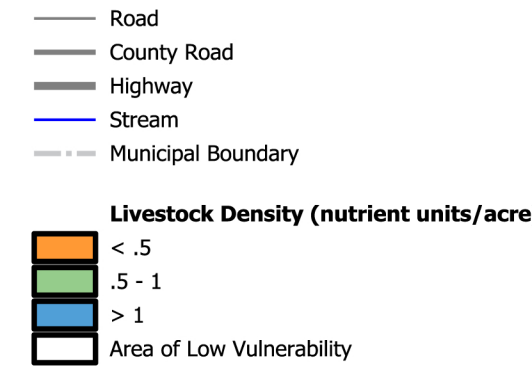 Road
County Road
Highway
Stream
Municipal Boundary
Livestock Density (nutrient units/acre
< .5
.5 - 1
> 1
Area of Low Vulnerability